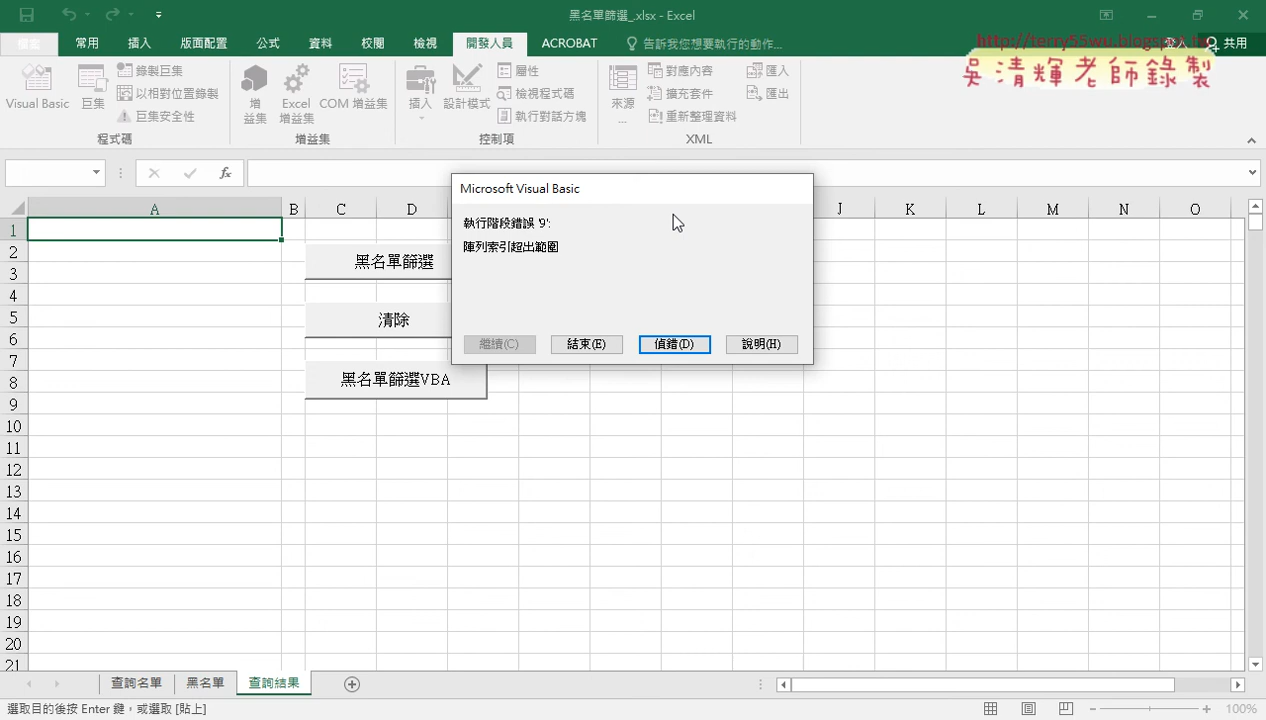 黑名單篩選_.xlsx - Excel
http://terry55wu.blogspot.tw
吳清輝老師錄製
檔案 常用 插入 版面配置 公式 資料 校閱 檢視 開發人員 ACROBAT 告訴我您想要執行的動作... 登入 共用
Visual Basic 巨集 錄製巨集 以相對位置錄製 巨集安全性
增益集 Excel 增益集 COM 增益集
插入 設計模式 屬性 檢視程式碼 執行對話方塊
來源... 對應內容 擴充套件 重新整理資料 匯入 匯出
程式碼 增益集 控制項 XML
fx
A B C D J K L M N O
1
2
3
4
5
6
7
8
9
10
11
12
13
14
15
16
17
18
19
20
21
黑名單篩選
清除
黑名單篩選VBA
Microsoft Visual Basic
執行階段錯誤 '9':
陣列索引超出範圍
繼續(C) 結束(E) 偵錯(D) 說明(H)
查詢名單 黑名單 查詢結果
選取目的後按 Enter 鍵，或選取 [貼上]
100%